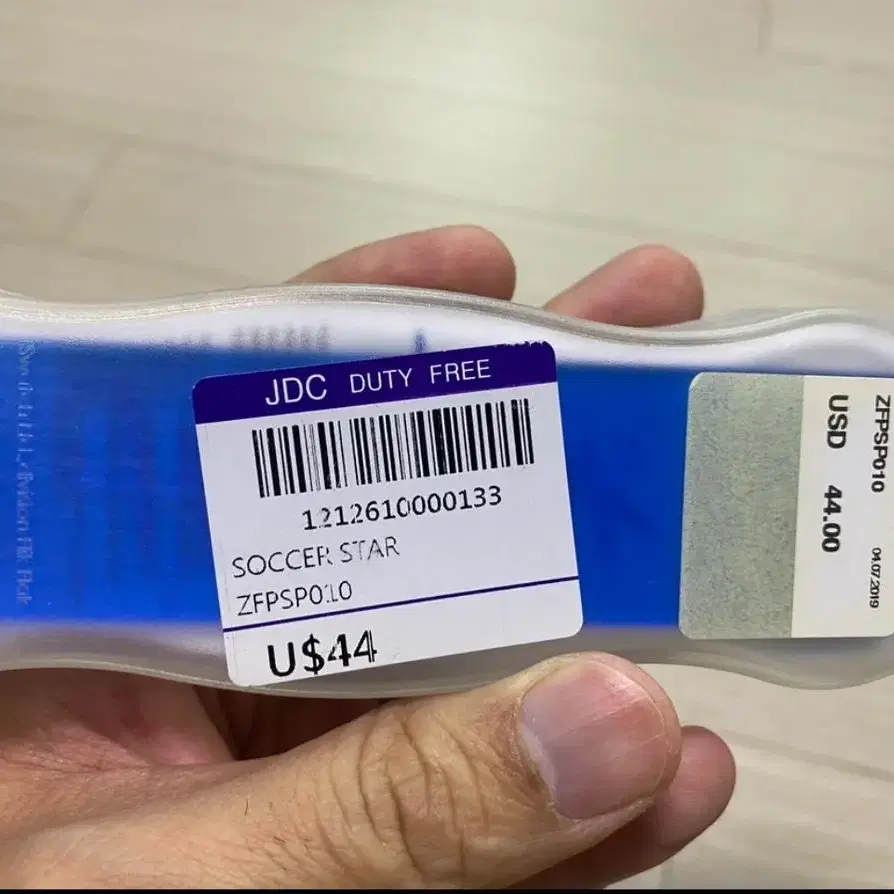 JDC DUTY FREE
1212610000133
SOCCER STAR
ZFPSP010
U$44
ZFPSP010
USD 44.00
04.07.2019